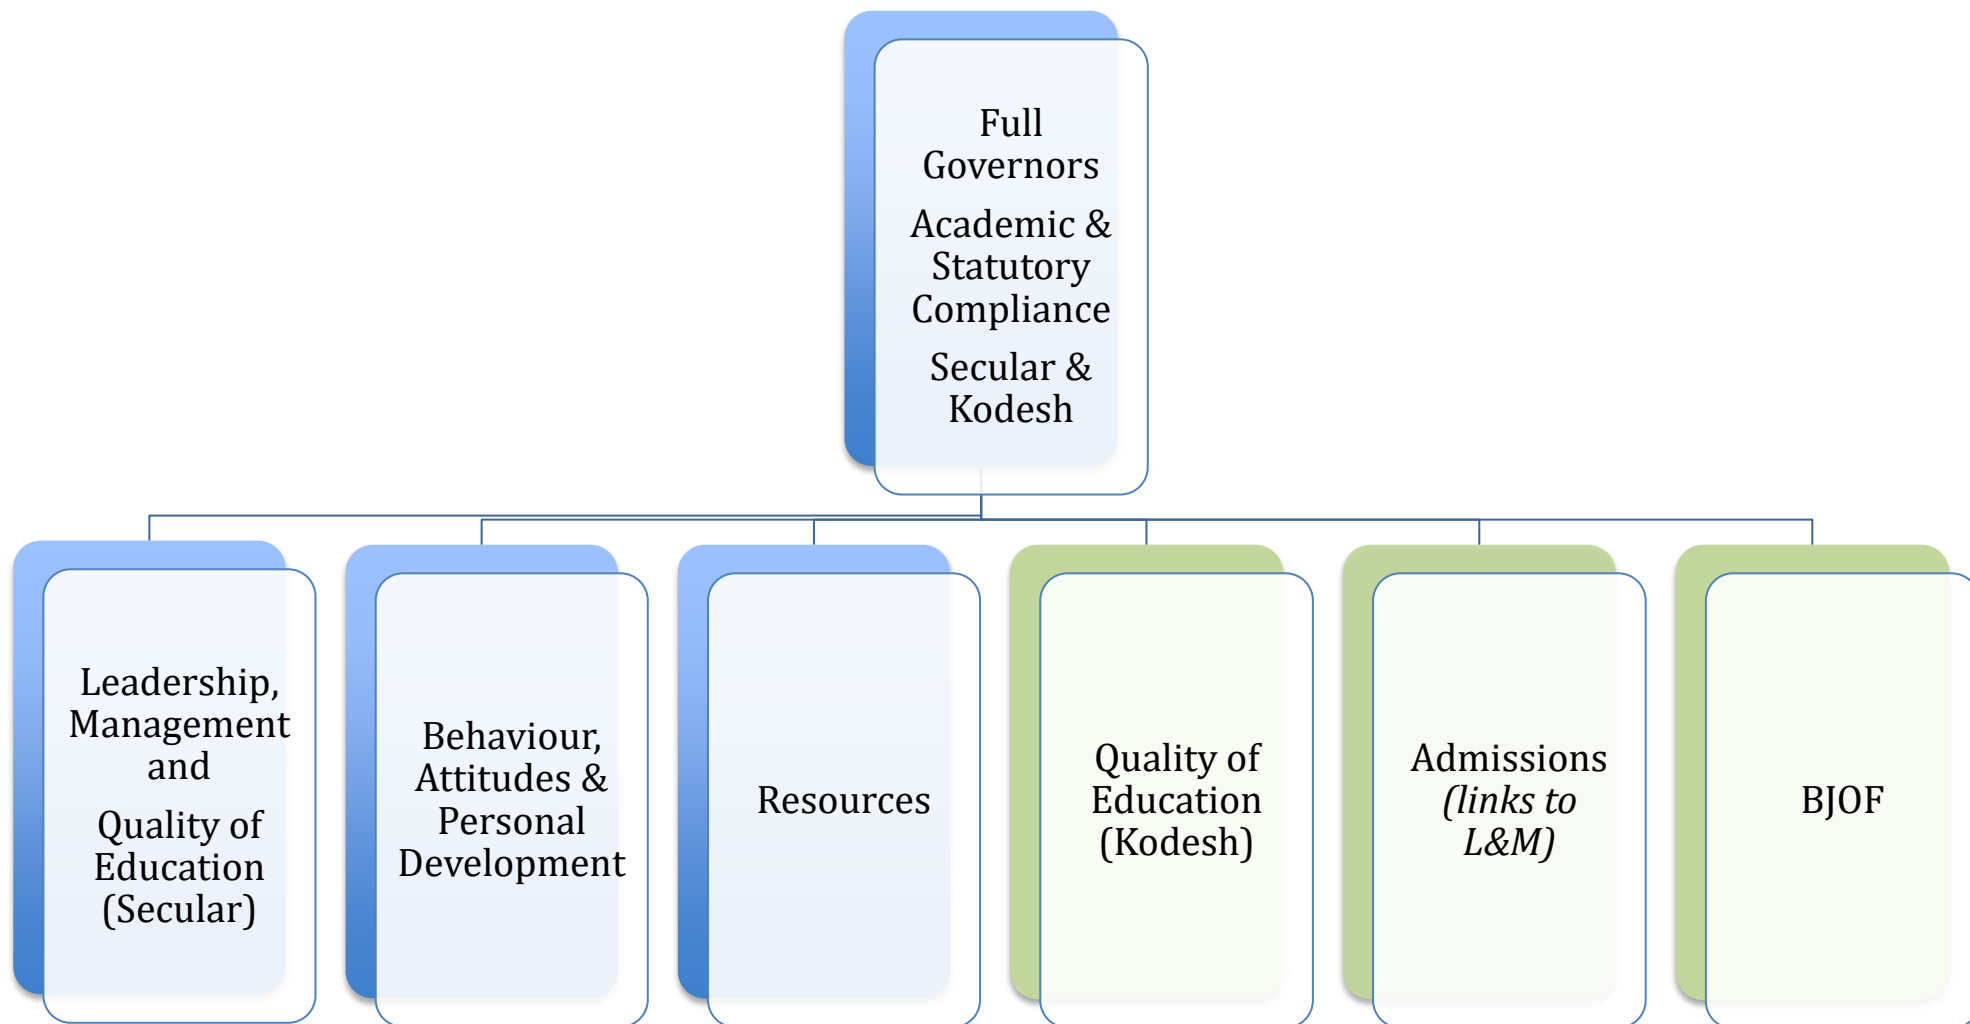 Full
Governors
Academic &
Statutory
Compliance
Secular &
Kodesh
Leadership,
Management
and
Quality of
Education
(Secular)
Behaviour,
Attitudes &
Personal
Development
Resources
Quality of
Education
(Kodesh)
Admissions
(links to
L&M)
BJOF